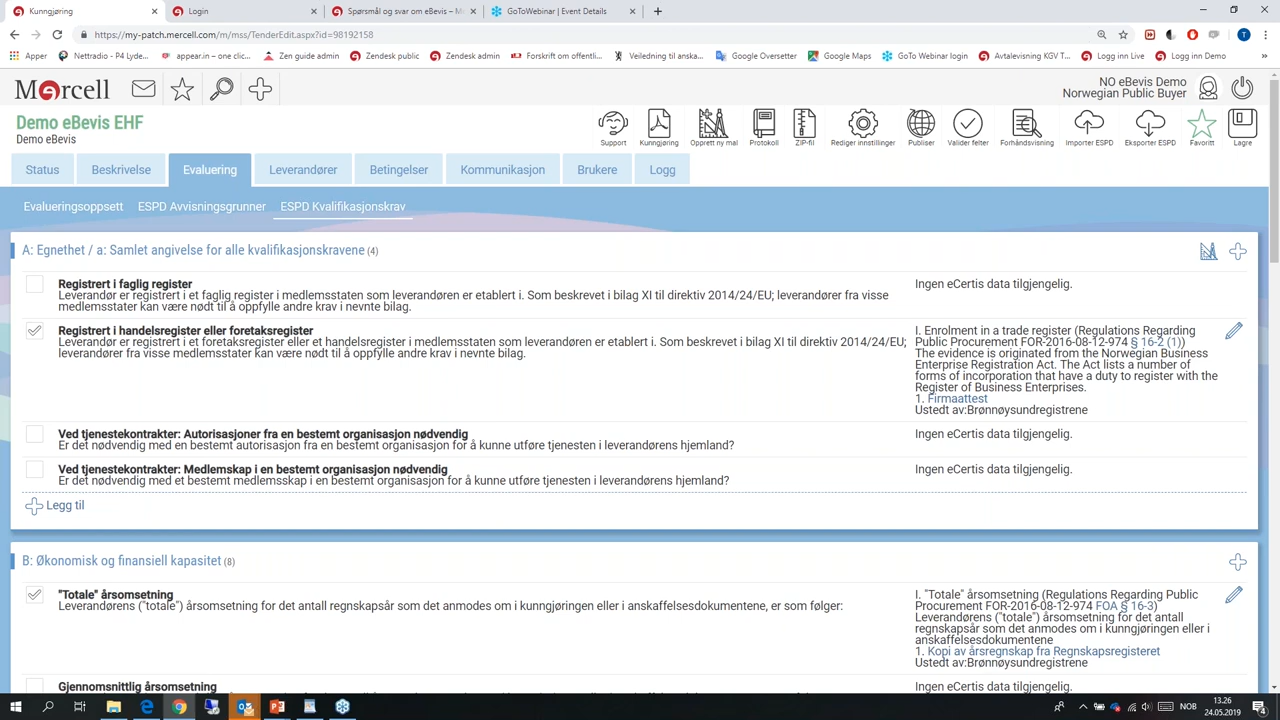 Kunngjøring
Login
Spørsmål og svar om eBevis – Me
GoToWebinar | Event Details
https://my-patch.mercell.com/m/mss/TenderEdit.aspx?id=98192158
Apper
Nettradio - P4 Lyde...
appear.in – one clic...
Zen guide admin
Zendesk public
Zendesk admin
Forskrift om offentl...
Veiledning til anska...
Google Oversetter
Google Maps
GoTo Webinar login
Avtalevisning KGV T...
Logg inn Live
Logg inn Demo
Mercell
NO eBevis Demo
Norwegian Public Buyer
Demo eBevis EHF
Demo eBevis
Support
Kunngjøring
Opprett ny mal
Protokoll
ZIP-fil
Rediger innstillinger
Publiser
Valider felter
Forhåndsvisning
Importer ESPD
Eksporter ESPD
Favoritt
Lagre
Status
Beskrivelse
Evaluering
Leverandører
Betingelser
Kommunikasjon
Brukere
Logg
Evalueringsoppsett
ESPD Avvisningsgrunner
ESPD Kvalifikasjonskrav
A: Egnethet / a: Samlet angivelse for alle kvalifikasjonskravene (4)
Registrert i faglig register
Leverandør er registrert i et faglig register i medlemsstaten som leverandøren er etablert i. Som beskrevet i bilag XI til direktiv 2014/24/EU; leverandører fra visse
medlemsstater kan være nødt til å oppfylle andre krav i nevnte bilag.
Ingen eCertis data tilgjengelig.
Registrert i handelsregister eller foretaksregister
Leverandør er registrert i et foretaksregister eller et handelsregister i medlemsstaten som leverandøren er etablert i. Som beskrevet i bilag XI til direktiv 2014/24/EU;
leverandører fra visse medlemsstater kan være nødt til å oppfylle andre krav i nevnte bilag.
I. Enrolment in a trade register (Regulations Regarding
Public Procurement FOR-2016-08-12-974 § 16-2 (1))
The evidence is originated from the Norwegian Business
Enterprise Registration Act. The Act lists a number of
forms of incorporation that have a duty to register with the
Register of Business Enterprises.
1. Firmaattest
Ustedt av:Brønnøysundregistrene
Ved tjenestekontrakter: Autorisasjoner fra en bestemt organisasjon nødvendig
Er det nødvendig med en bestemt autorisasjon fra en bestemt organisasjon for å kunne utføre tjenesten i leverandørens hjemland?
Ingen eCertis data tilgjengelig.
Ved tjenestekontrakter: Medlemskap i en bestemt organisasjon nødvendig
Er det nødvendig med et bestemt medlemsskap i en bestemt organisasjon for å kunne utføre tjenesten i leverandørens hjemland?
Ingen eCertis data tilgjengelig.
Legg til
B: Økonomisk og finansiell kapasitet (8)
"Totale" årsomsetning
Leverandørens ("totale") årsomsetning for det antall regnskapsår som det anmodes om i kunngjøringen eller i anskaffelsesdokumentene, er som følger:
I. "Totale" årsomsetning (Regulations Regarding Public
Procurement FOR-2016-08-12-974 FOA § 16-3)
Leverandørens ("totale") årsomsetning for det antall
regnskapsår som det anmodes om i kunngjøringen eller i
anskaffelsesdokumentene
1. Kopi av årsregnskap fra Regnskapsregisteret
Ustedt av:Brønnøysundregistrene
Gjennomsnittlig årsomsetning
Ingen eCertis data tilgjengelig.
NOB
13.26
24.05.2019